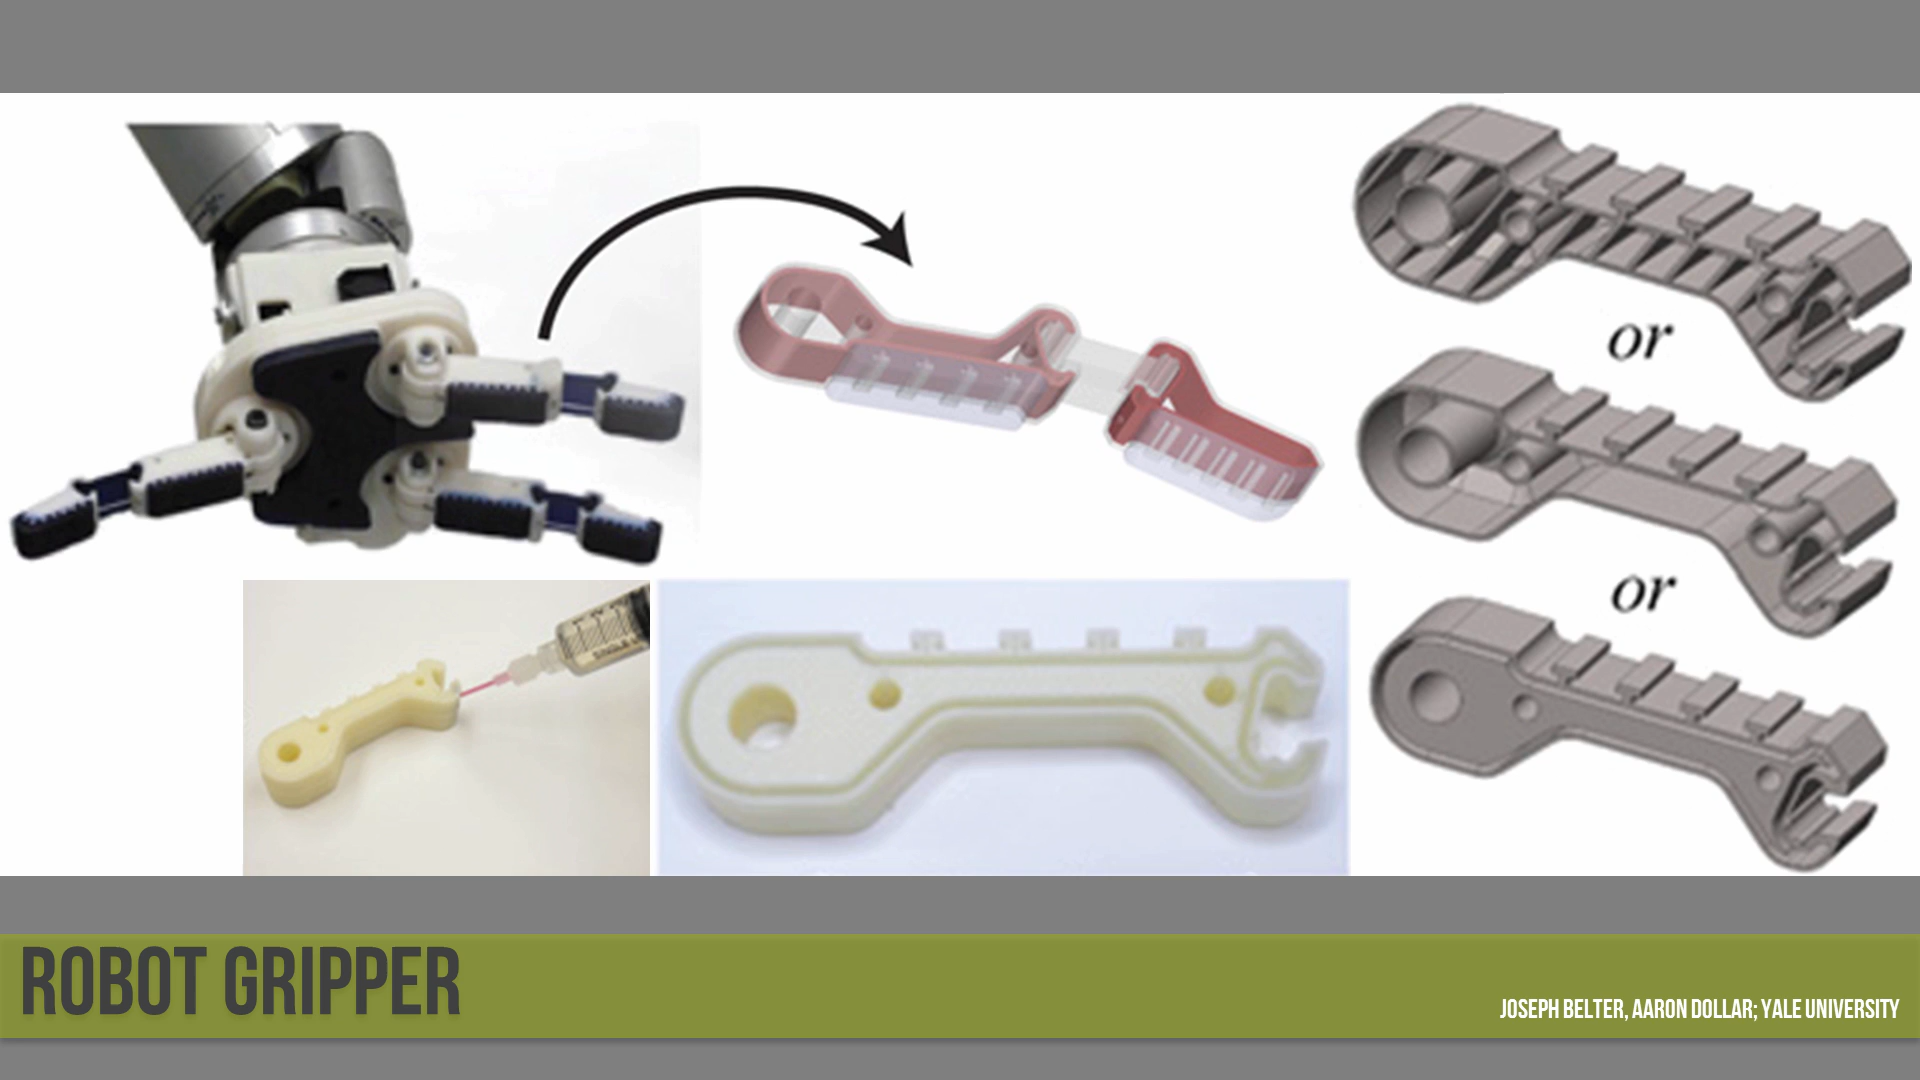 or
or
ROBOT GRIPPER
JOSEPH BELTER, AARON DOLLAR; YALE UNIVERSITY